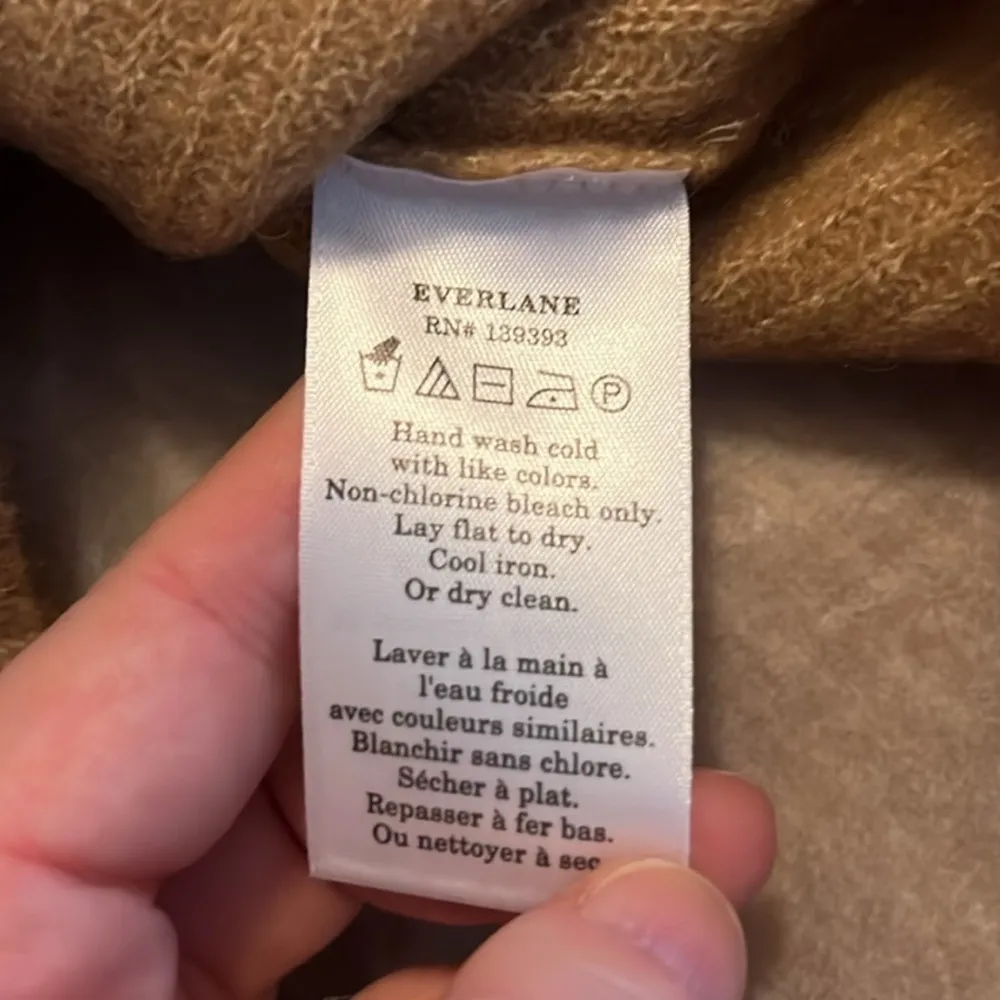 EVERLANE
RN# 139393
P
Hand wash cold
with like colors.
Non-chlorine bleach only.
Lay flat to dry.
Cool iron.
Or dry clean.
Laver à la main à
l'eau froide
avec couleurs similaires.
Blanchir sans chlore.
Sécher à plat.
Repasser à fer bas.
Ou nettoyer à sec